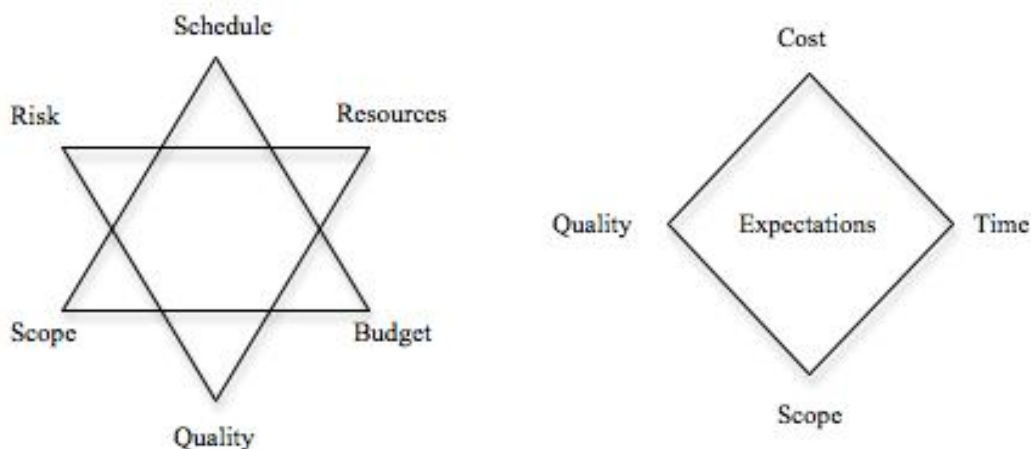 Schedule
Risk
Resources
Scope
Budget
Quality
Cost
Quality
Expectations
Time
Scope